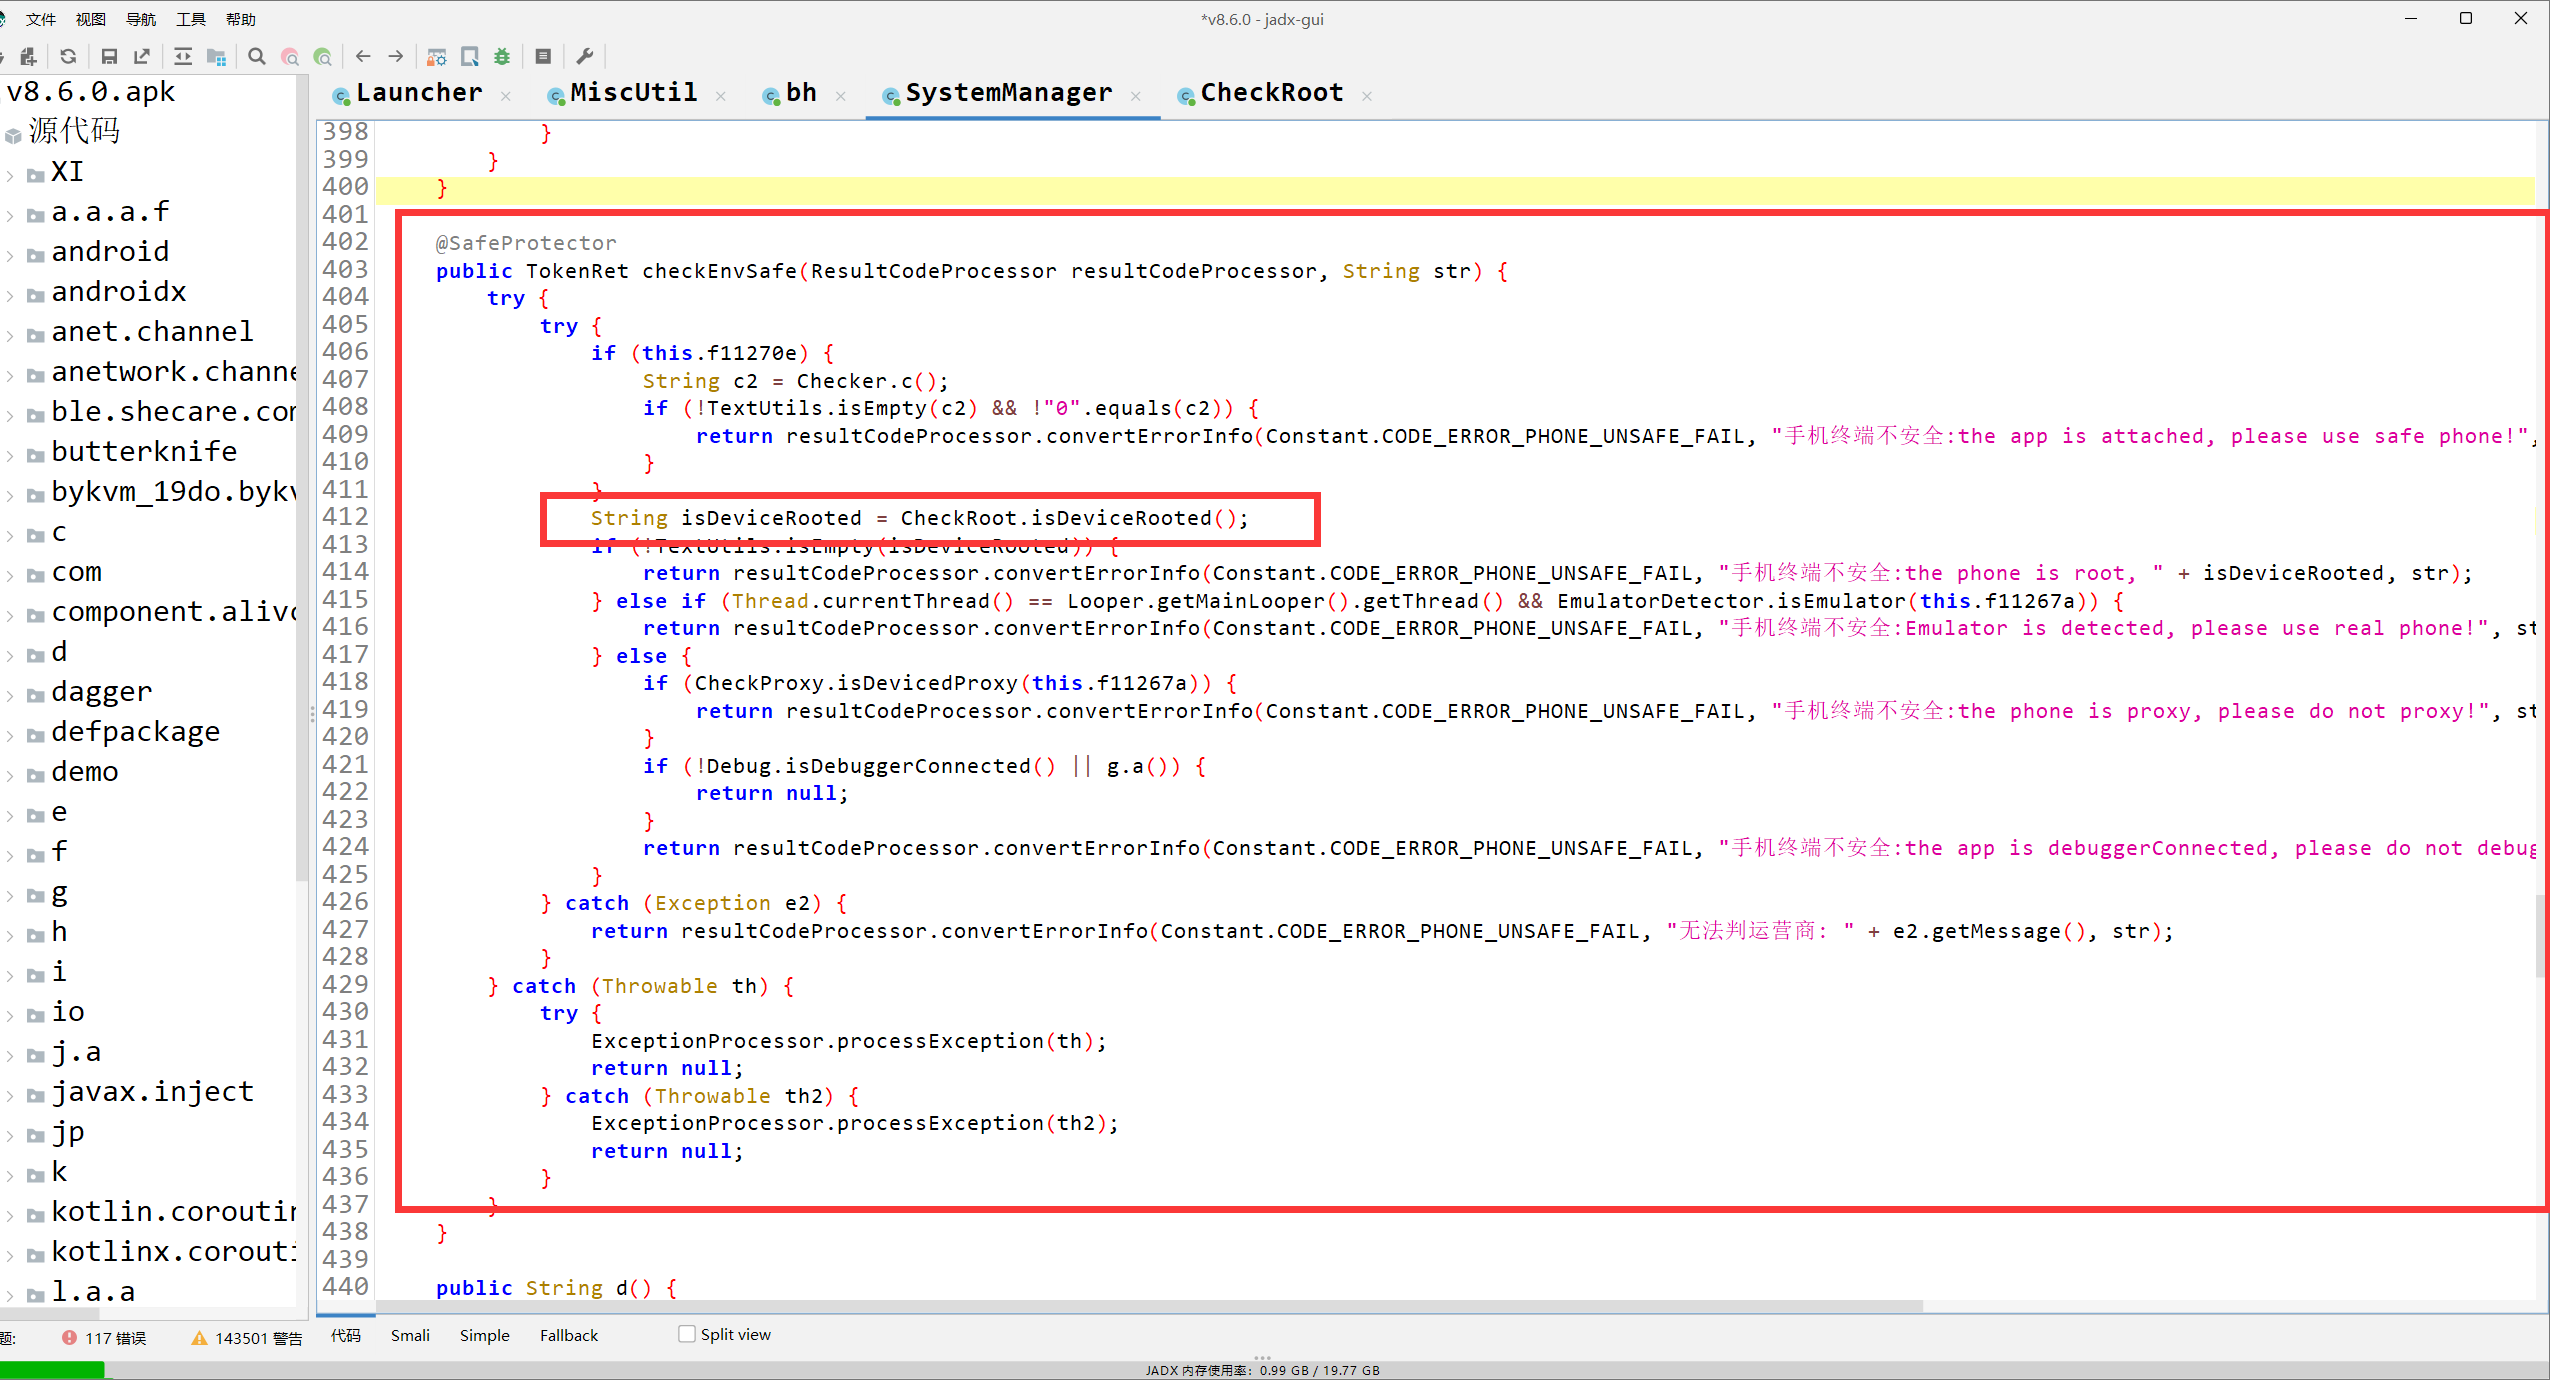 文件 视图 导航 工具 帮助
*v8.6.0 - jadx-gui
v8.6.0.apk
源代码
XI
a.a.a.f
android
androidx
anet.channel
anetwork.channe
ble.shecare.con
butterknife
bykvm_19do.bykv
c
com
component.alivc
d
dagger
defpackage
demo
e
f
g
h
i
io
j.a
javax.inject
jp
k
kotlin.coroutin
kotlinx.corouti
l.a.a
Launcher × MiscUtil × bh × SystemManager × CheckRoot ×
398 }
399 }
400 }
401
402 @SafeProtector
403 public TokenRet checkEnvSafe(ResultCodeProcessor resultCodeProcessor, String str) {
404 try {
405 try {
406 if (this.f11270e) {
407 String c2 = Checker.c();
408 if (!TextUtils.isEmpty(c2) && !"0".equals(c2)) {
409 return resultCodeProcessor.convertErrorInfo(Constant.CODE_ERROR_PHONE_UNSAFE_FAIL, "手机终端不安全:the app is attached, please use safe phone!",
410 }
411 }
412 String isDeviceRooted = CheckRoot.isDeviceRooted();
413 if (!TextUtils.isEmpty(isDeviceRooted)) {
414 return resultCodeProcessor.convertErrorInfo(Constant.CODE_ERROR_PHONE_UNSAFE_FAIL, "手机终端不安全:the phone is root, " + isDeviceRooted, str);
415 } else if (Thread.currentThread() == Looper.getMainLooper().getThread() && EmulatorDetector.isEmulator(this.f11267a)) {
416 return resultCodeProcessor.convertErrorInfo(Constant.CODE_ERROR_PHONE_UNSAFE_FAIL, "手机终端不安全:Emulator is detected, please use real phone!", st
417 } else {
418 if (CheckProxy.isDevicedProxy(this.f11267a)) {
419 return resultCodeProcessor.convertErrorInfo(Constant.CODE_ERROR_PHONE_UNSAFE_FAIL, "手机终端不安全:the phone is proxy, please do not proxy!", st
420 }
421 if (!Debug.isDebuggerConnected() || g.a()) {
422 return null;
423 }
424 return resultCodeProcessor.convertErrorInfo(Constant.CODE_ERROR_PHONE_UNSAFE_FAIL, "手机终端不安全:the app is debuggerConnected, please do not debug
425 }
426 } catch (Exception e2) {
427 return resultCodeProcessor.convertErrorInfo(Constant.CODE_ERROR_PHONE_UNSAFE_FAIL, "无法判运营商: " + e2.getMessage(), str);
428 }
429 } catch (Throwable th) {
430 try {
431 ExceptionProcessor.processException(th);
432 return null;
433 } catch (Throwable th2) {
434 ExceptionProcessor.processException(th2);
435 return null;
436 }
437 }
438 }
439
440 public String d() {
题: 117 错误 143501 警告 代码 Smali Simple Fallback Split view
JADX 内存使用率: 0.99 GB / 19.77 GB